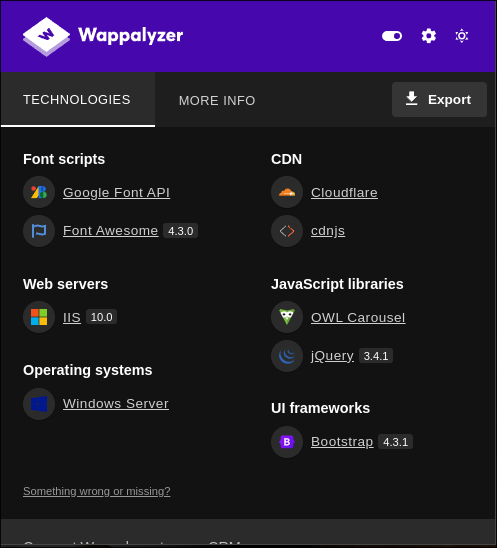 Wappalyzer
TECHNOLOGIES
MORE INFO
Export
Font scripts
Google Font API
Font Awesome 4.3.0
Web servers
IIS 10.0
Operating systems
Windows Server
CDN
Cloudflare
cdnjs
JavaScript libraries
OWL Carousel
jQuery 3.4.1
UI frameworks
B Bootstrap 4.3.1
Something wrong or missing?